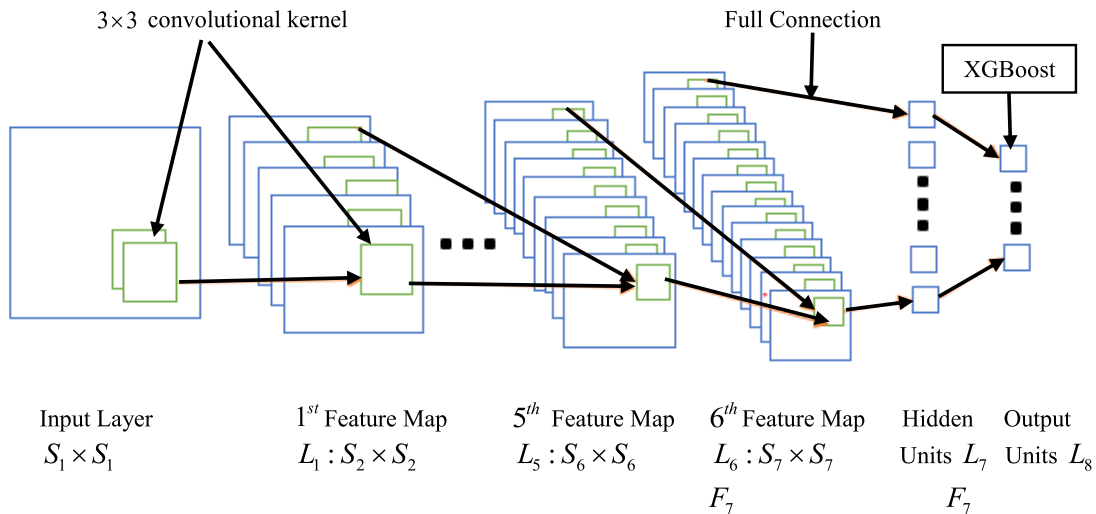 3×3 convolutional kernel
Full Connection
XGBoost
Input Layer
S₁ × S₁
1ˢᵗ Feature Map
L₁ : S₂ × S₂
5ᵗʰ Feature Map
L₅ : S₆ × S₆
6ᵗʰ Feature Map
L₆ : S₇ × S₇
F₇
Hidden
Units L₇
F₇
Output
Units L₈